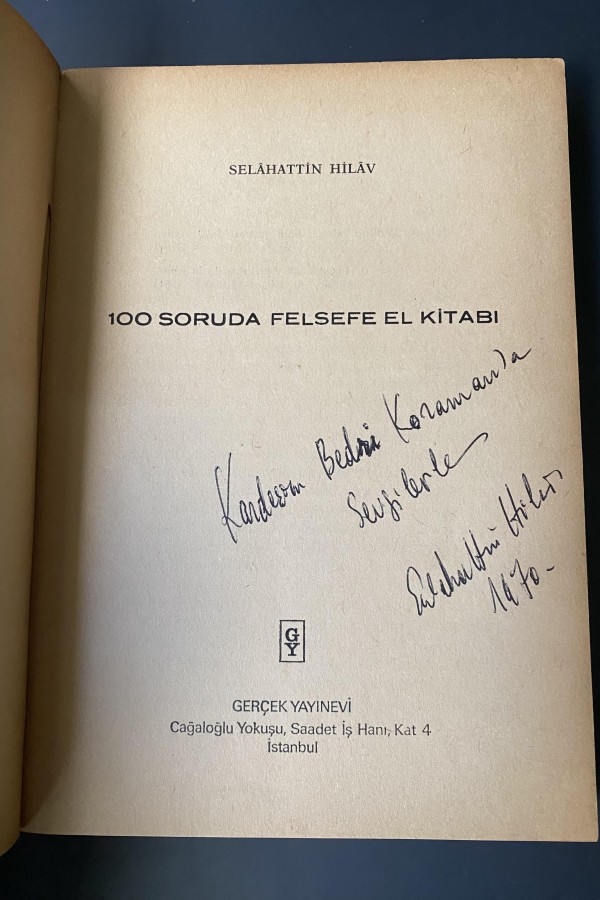 SELÂHATTİN HİLÂV
100 SORUDA FELSEFE EL KİTABI
Kardeşim Bedri Koraman'a
Sevgilerle
Selahattin Hilâv
1970-
GY
GERÇEK YAYINEVİ
Cağaloğlu Yokuşu, Saadet İş Hanı, Kat 4
İstanbul